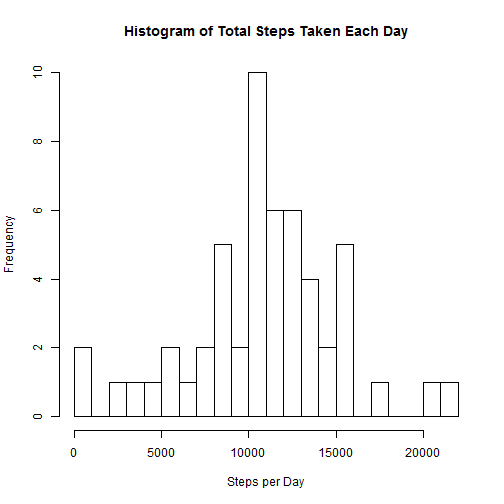 Histogram of Total Steps Taken Each Day
Frequency
10
8
6
4
2
0
0 5000 10000 15000 20000
Steps per Day